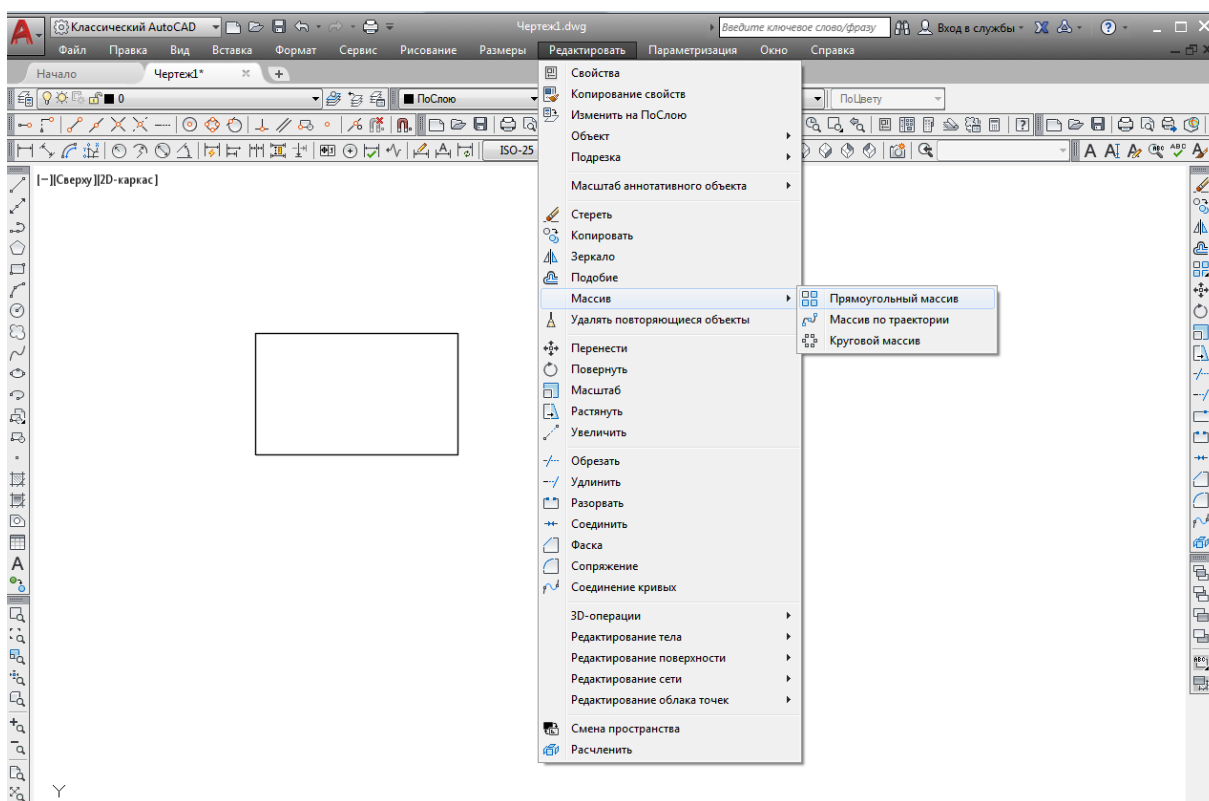 Классический AutoCAD Чертеж1.dwg Введите ключевое слово/фразу Вход в службы
Файл Правка Вид Вставка Формат Сервис Рисование Размеры Редактировать Параметризация Окно Справка
Начало Чертеж1*
0 ПоСлою ПоЦвету
ISO-25
[−][Сверху][2D-каркас]
Свойства
Копирование свойств
Изменить на ПоСлою
Объект
Подрезка
Масштаб аннотативного объекта
Стереть
Копировать
Зеркало
Подобие
Массив
Прямоугольный массив
Удалять повторяющиеся объекты
Массив по траектории
Круговой массив
Перенести
Повернуть
Масштаб
Растянуть
Увеличить
Обрезать
Удлинить
Разорвать
Соединить
Фаска
Сопряжение
Соединение кривых
3D-операции
Редактирование тела
Редактирование поверхности
Редактирование сети
Редактирование облака точек
Смена пространства
Расчленить
Y